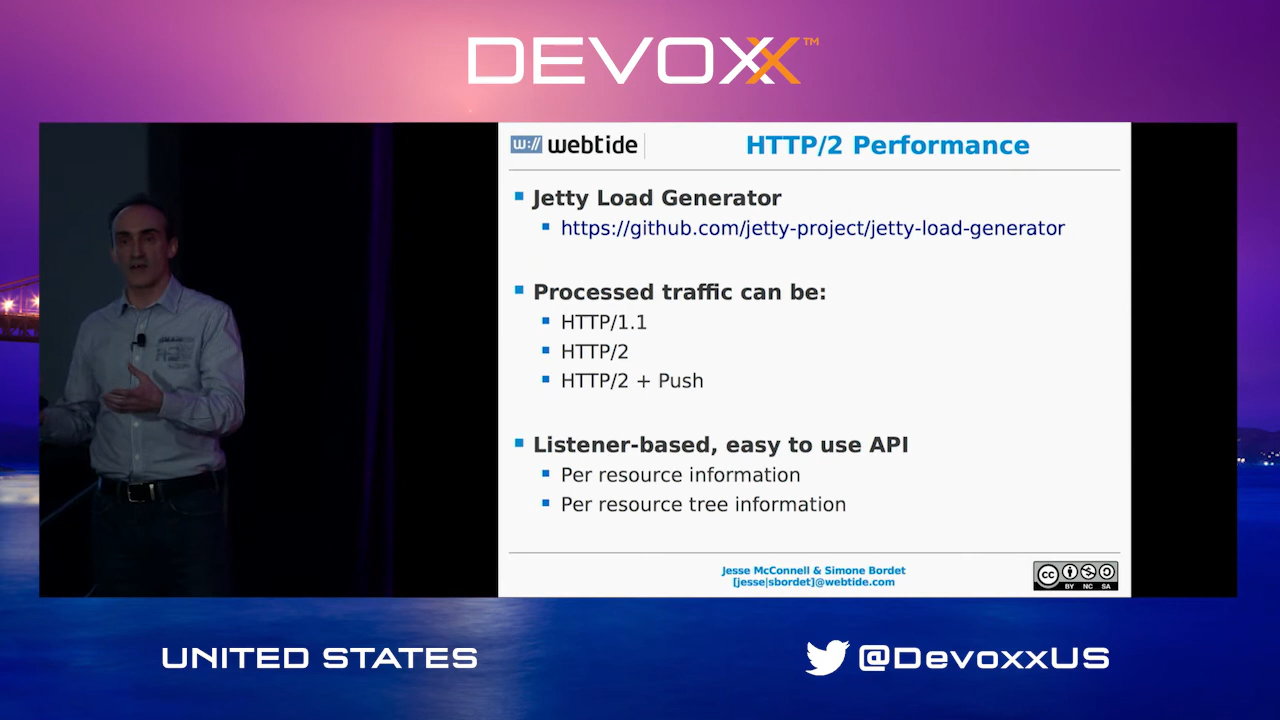 DEVOXX™
w:// webtide
HTTP/2 Performance
Jetty Load Generator
https://github.com/jetty-project/jetty-load-generator
Processed traffic can be:
HTTP/1.1
HTTP/2
HTTP/2 + Push
Listener-based, easy to use API
Per resource information
Per resource tree information
Jesse McConnell & Simone Bordet
[jesse|sbordet]@webtide.com
cc
BY NC SA
UNITED STATES
@DevoxxUS